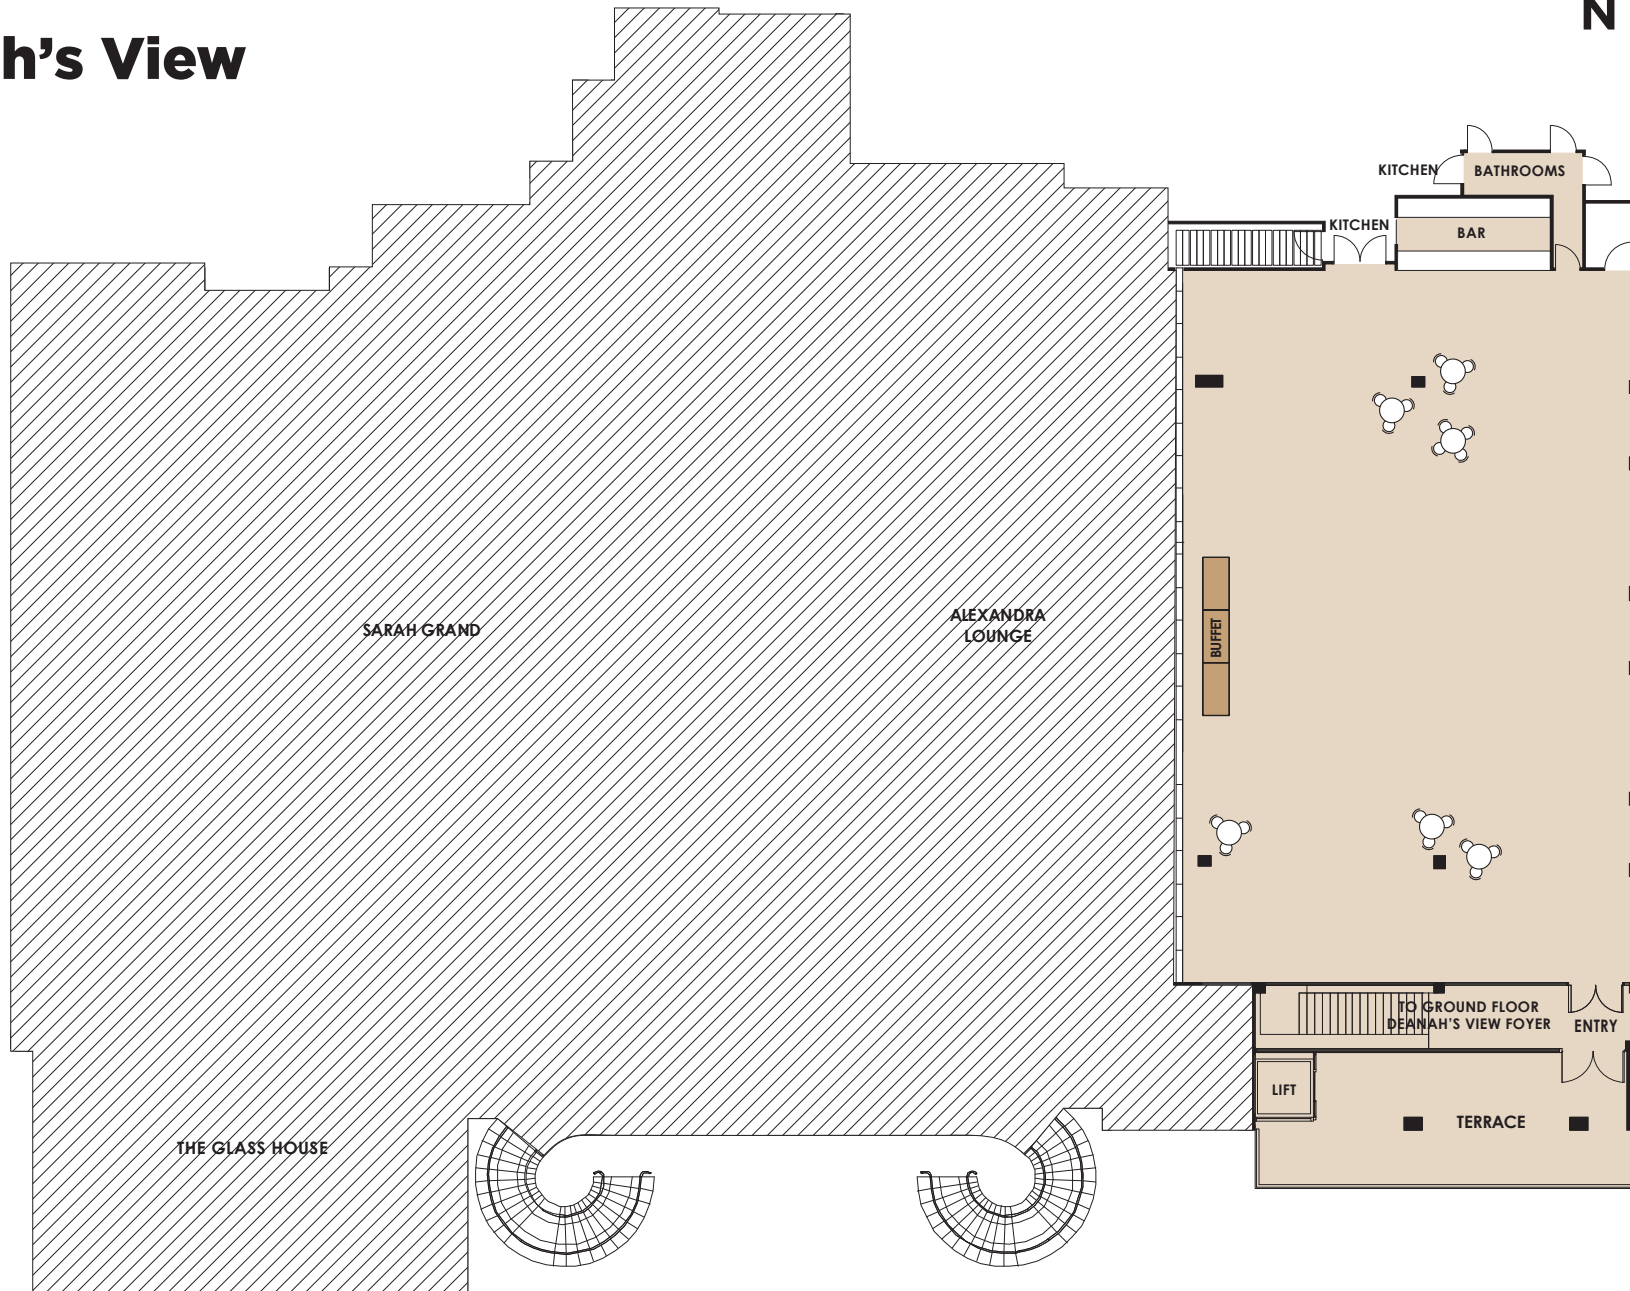 h’s View
N
KITCHEN
BATHROOMS
KITCHEN
BAR
SARAH GRAND
ALEXANDRA
LOUNGE
BUFFET
TO GROUND FLOOR
DEANAH’S VIEW FOYER
ENTRY
LIFT
TERRACE
THE GLASS HOUSE